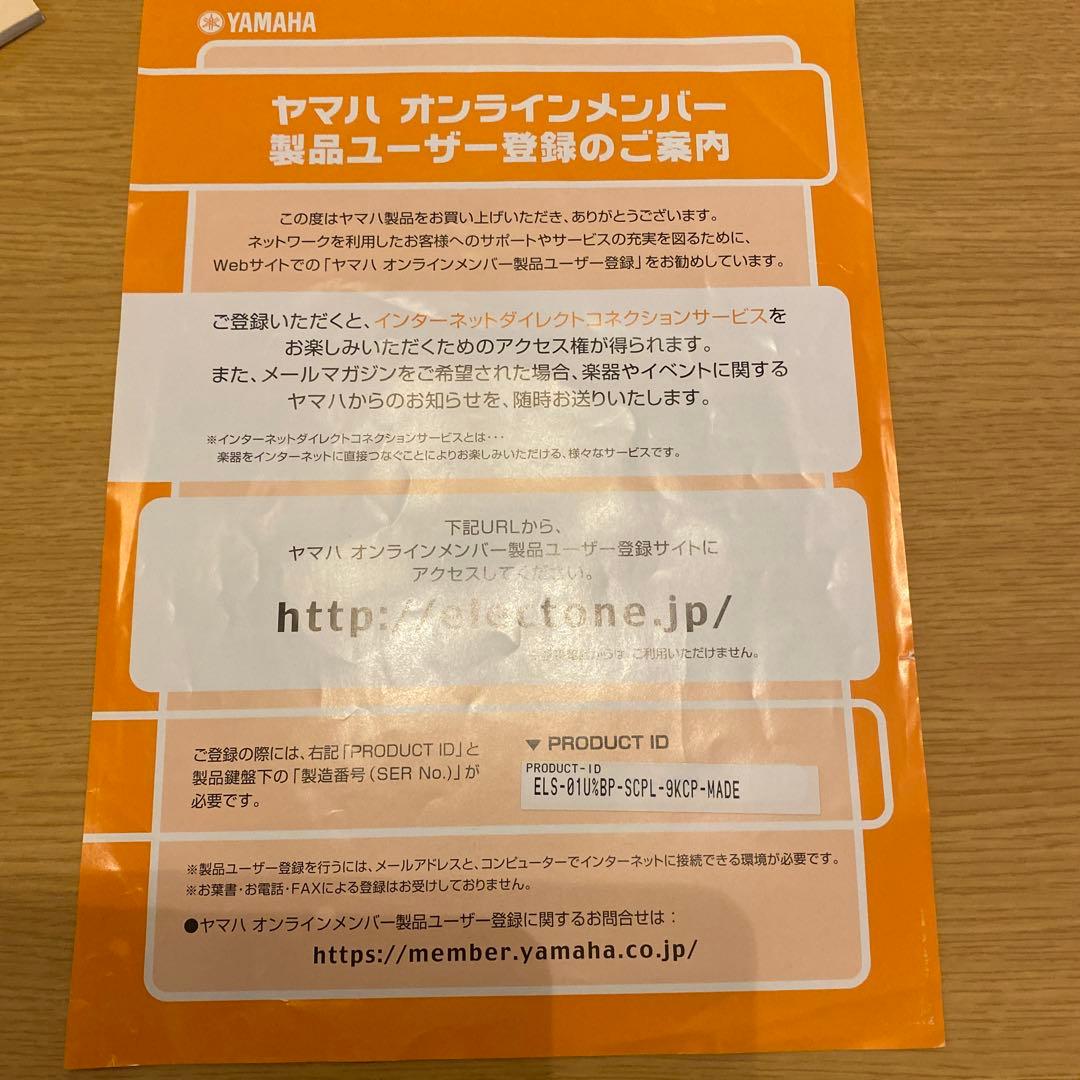 YAMAHA
ヤマハ オンラインメンバー
製品ユーザー登録のご案内
この度はヤマハ製品をお買い上げいただき、ありがとうございます。
ネットワークを利用したお客様へのサポートやサービスの充実を図るために、
Webサイトでの「ヤマハ オンラインメンバー製品ユーザー登録」をお勧めしています。
ご登録いただくと、インターネットダイレクトコネクションサービスを
お楽しみいただくためのアクセス権が得られます。
また、メールマガジンをご希望された場合、楽器やイベントに関する
ヤマハからのお知らせを、随時お送りいたします。
※インターネットダイレクトコネクションサービスとは･･･
楽器をインターネットに直接つなぐことによりお楽しみいただける、様々なサービスです。
下記URLから、
ヤマハ オンラインメンバー製品ユーザー登録サイトに
アクセスしてください。
http://electone.jp/
※携帯電話からは、ご利用いただけません。
ご登録の際には、右記「PRODUCT ID」と
製品鍵盤下の「製造番号(SER No.)」が
必要です。
▼ PRODUCT ID
PRODUCT-ID
ELS-01U%BP-SCPL-9KCP-MADE
※製品ユーザー登録を行うには、メールアドレスと、コンピューターでインターネットに接続できる環境が必要です。
※お葉書・お電話・FAXによる登録はお受けしておりません。
●ヤマハ オンラインメンバー製品ユーザー登録に関するお問合せは：
https://member.yamaha.co.jp/